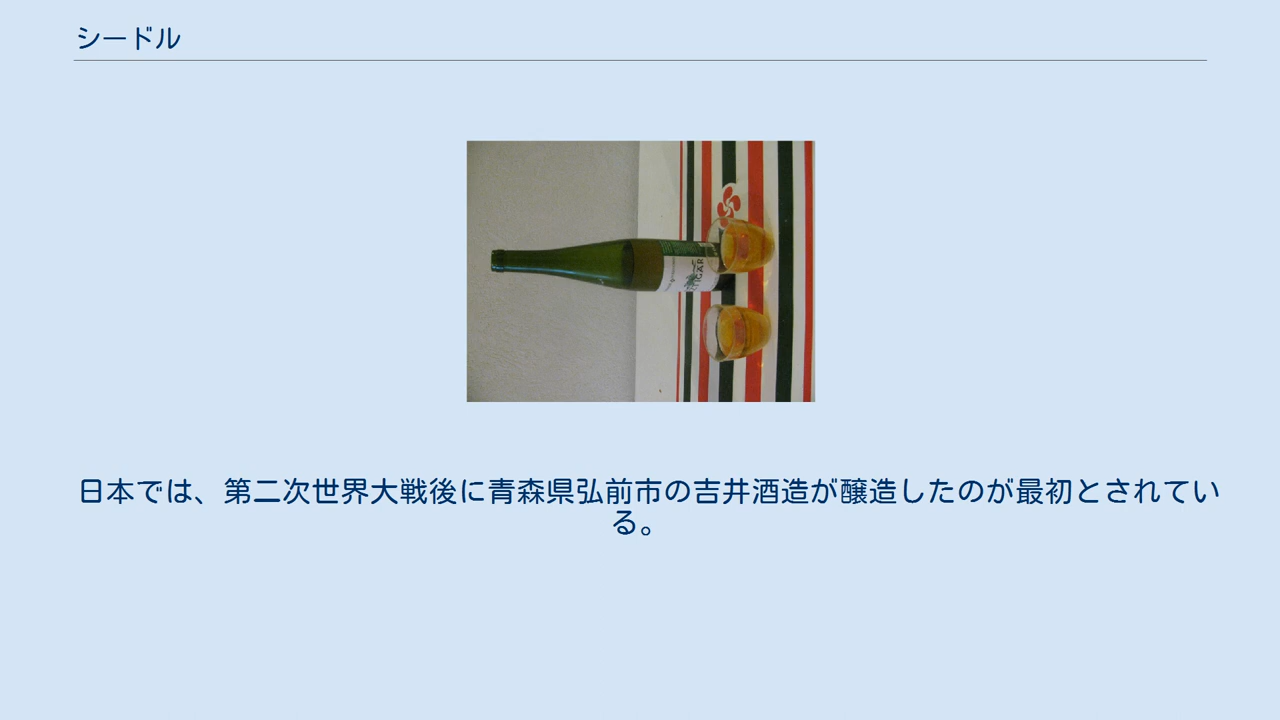 シードル
日本では、第二次世界大戦後に青森県弘前市の吉井酒造が醸造したのが最初とされてい
る。